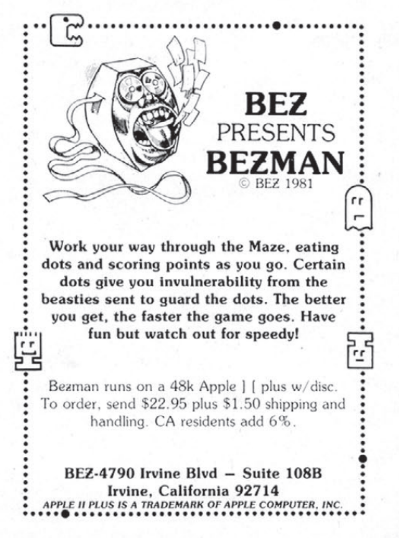 BEZ
PRESENTS
BEZMAN
© BEZ 1981
Work your way through the Maze, eating
dots and scoring points as you go. Certain
dots give you invulnerability from the
beasties sent to guard the dots. The better
you get, the faster the game goes. Have
fun but watch out for speedy!
Bezman runs on a 48k Apple ] [ plus w/disc.
To order, send $22.95 plus $1.50 shipping and
handling. CA residents add 6%.
BEZ-4790 Irvine Blvd — Suite 108B
Irvine, California 92714
APPLE II PLUS IS A TRADEMARK OF APPLE COMPUTER, INC.